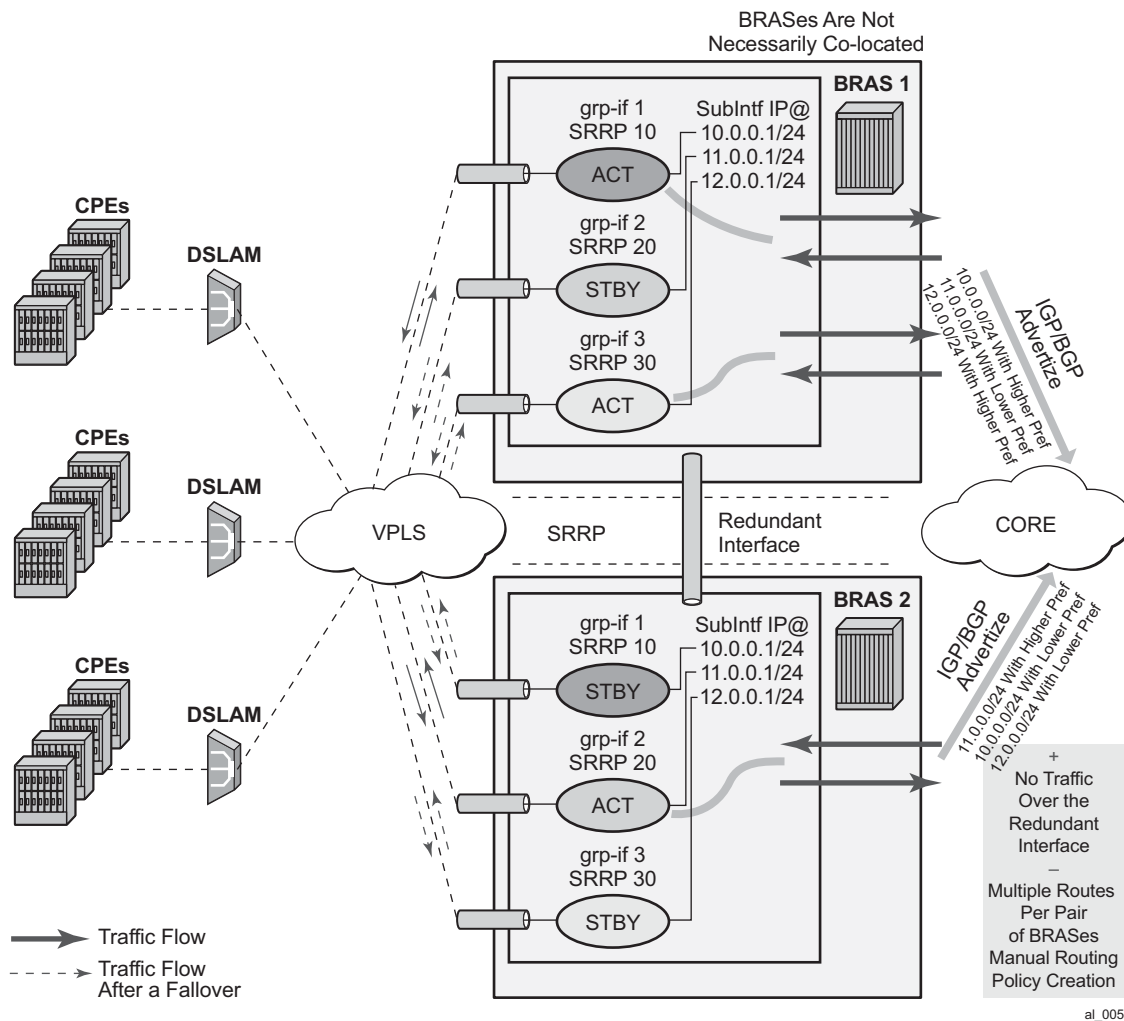 BRASes Are Not
Necessarily Co-located
BRAS 1
grp-if 1
SRRP 10
ACT
SubIntf IP@
10.0.0.1/24
11.0.0.1/24
12.0.0.1/24
grp-if 2
SRRP 20
STBY
grp-if 3
SRRP 30
ACT
CPEs
DSLAM
CPEs
DSLAM
CPEs
DSLAM
VPLS
SRRP
Redundant
Interface
IGP/BGP
Advertize
10.0.0.0/24 With Higher Pref
11.0.0.0/24 With Lower Pref
12.0.0.0/24 With Higher Pref
CORE
BRAS 2
grp-if 1
SRRP 10
STBY
SubIntf IP@
10.0.0.1/24
11.0.0.1/24
12.0.0.1/24
grp-if 2
SRRP 20
ACT
grp-if 3
SRRP 30
STBY
IGP/BGP
Advertize
11.0.0.0/24 With Higher Pref
10.0.0.0/24 With Lower Pref
12.0.0.0/24 With Lower Pref
+
No Traffic
Over the
Redundant
Interface
–
Multiple Routes
Per Pair
of BRASes
Manual Routing
Policy Creation
Traffic Flow
Traffic Flow
After a Fallover
al_005